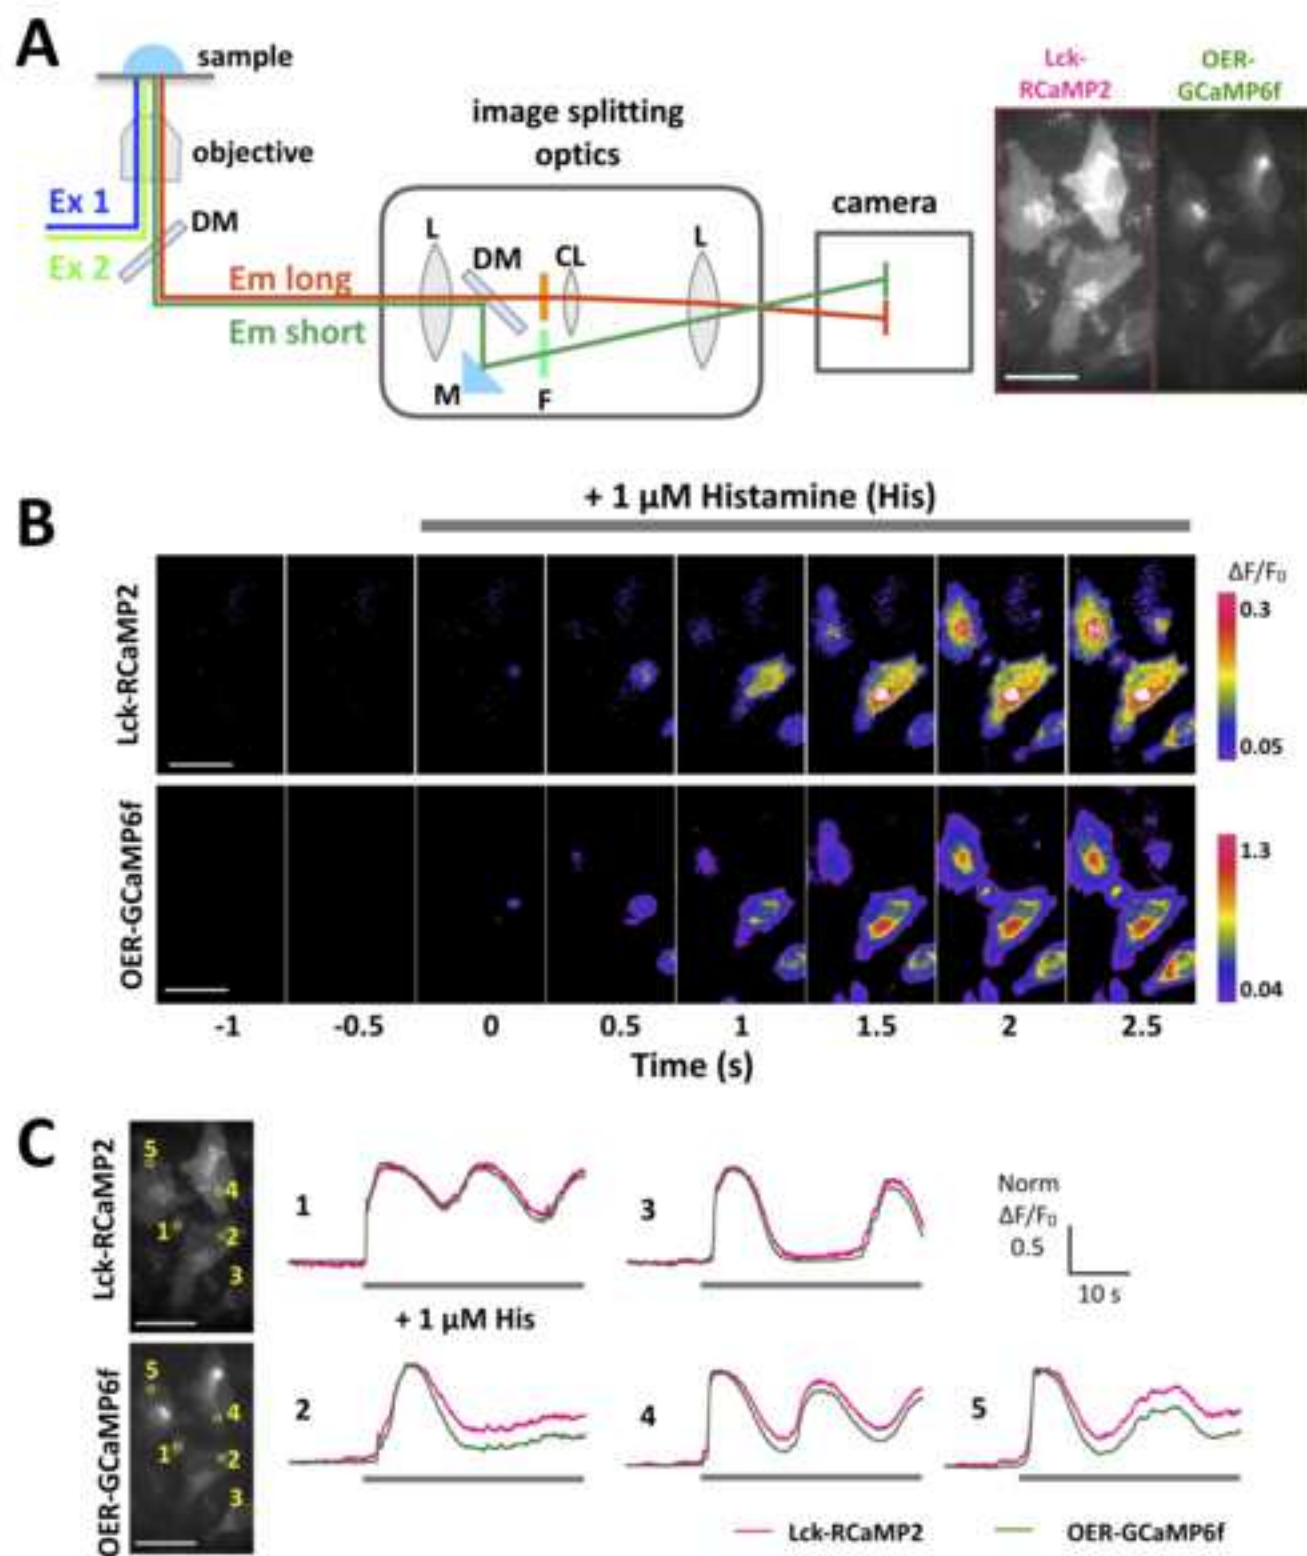 A
sample
objective
Ex 1
DM
Ex 2
Em long
Em short
image splitting
optics
L
DM
CL
L
M
F
camera
Lck-
RCaMP2
OER-
GCaMP6f
B
+ 1 µM Histamine (His)
Lck-RCaMP2
ΔF/F₀
0.3
0.05
OER-GCaMP6f
1.3
0.04
-1 -0.5 0 0.5 1 1.5 2 2.5
Time (s)
C
Lck-RCaMP2
5
4
1
2
3
1
3
Norm
ΔF/F₀
0.5
10 s
+ 1 µM His
OER-GCaMP6f
5
4
1
2
3
2
4
5
Lck-RCaMP2
OER-GCaMP6f